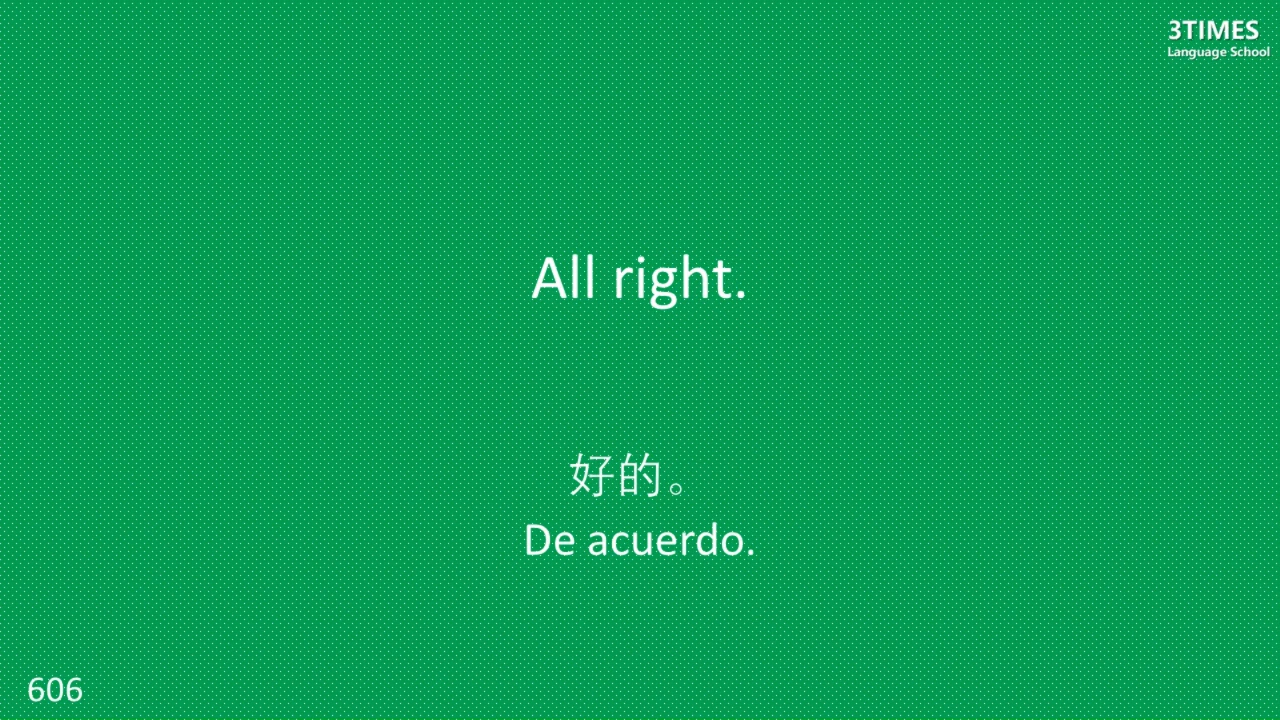 3TIMES
Language School
All right.
好的。
De acuerdo.
606